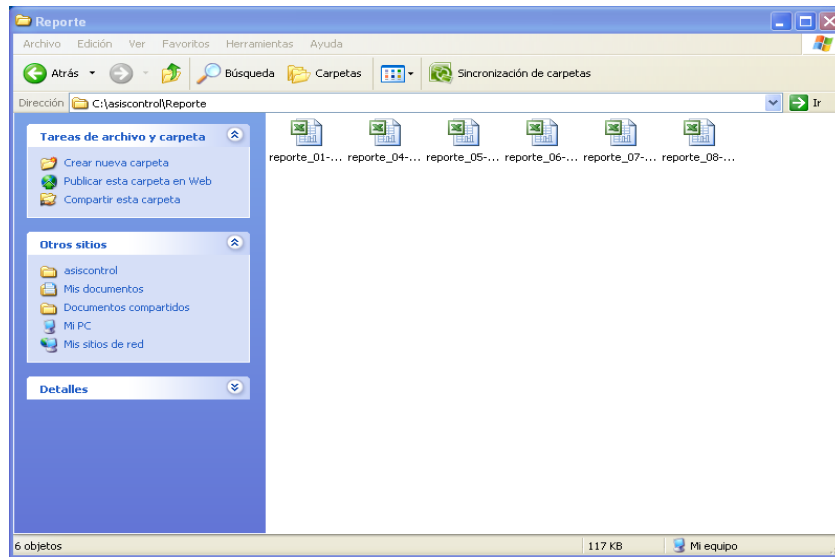 Reporte
Archivo Edición Ver Favoritos Herramientas Ayuda
Atrás Búsqueda Carpetas Sincronización de carpetas
Dirección C:\asiscontrol\Reporte Ir
Tareas de archivo y carpeta
Crear nueva carpeta
Publicar esta carpeta en Web
Compartir esta carpeta
Otros sitios
asiscontrol
Mis documentos
Documentos compartidos
Mi PC
Mis sitios de red
Detalles
reporte_01-... reporte_04-... reporte_05-... reporte_06-... reporte_07-... reporte_08-...
6 objetos 117 KB Mi equipo